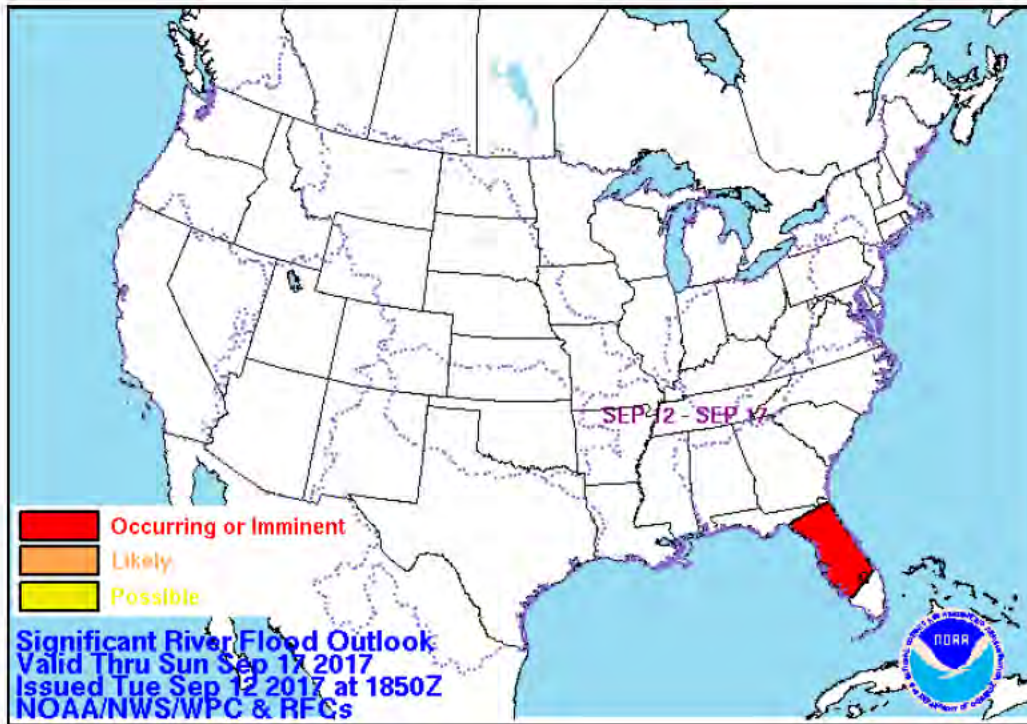 SEP 12 - SEP 17
Occurring or Imminent
Likely
Possible
Significant River Flood Outlook
Valid Thru Sun Sep 17 2017
Issued Tue Sep 12 2017 at 1850Z
NOAA/NWS/WPC & RFCs
NOAA